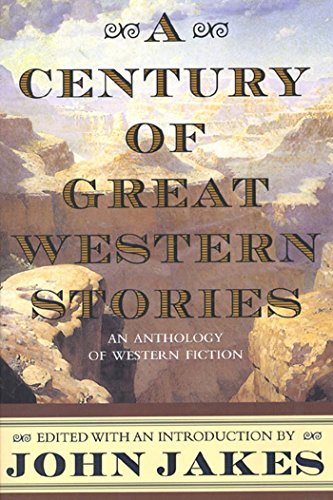 A
CENTURY
OF
GREAT
WESTERN
STORIES
AN ANTHOLOGY
OF WESTERN FICTION
EDITED WITH AN INTRODUCTION BY
JOHN JAKES